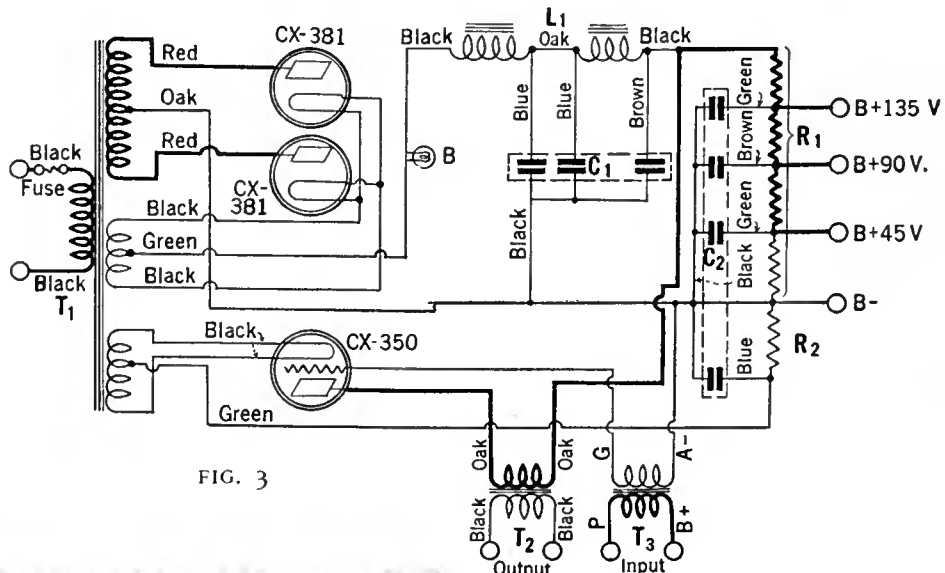 CX-381
L1
Black
Oak
Black
Red
Oak
Red
Black
Fuse
Black
T1
CX-
381
Black
Green
Black
B
Blue
Blue
Brown
C1
Black
Green
Brown
Green
Black
C2
Blue
R1
R2
B+135 V
B+90 V.
B+45 V
B-
Black
CX-350
Green
Oak
Oak
G
A-
Black
Black
T2
P
B+
T3
Output
Input
FIG. 3